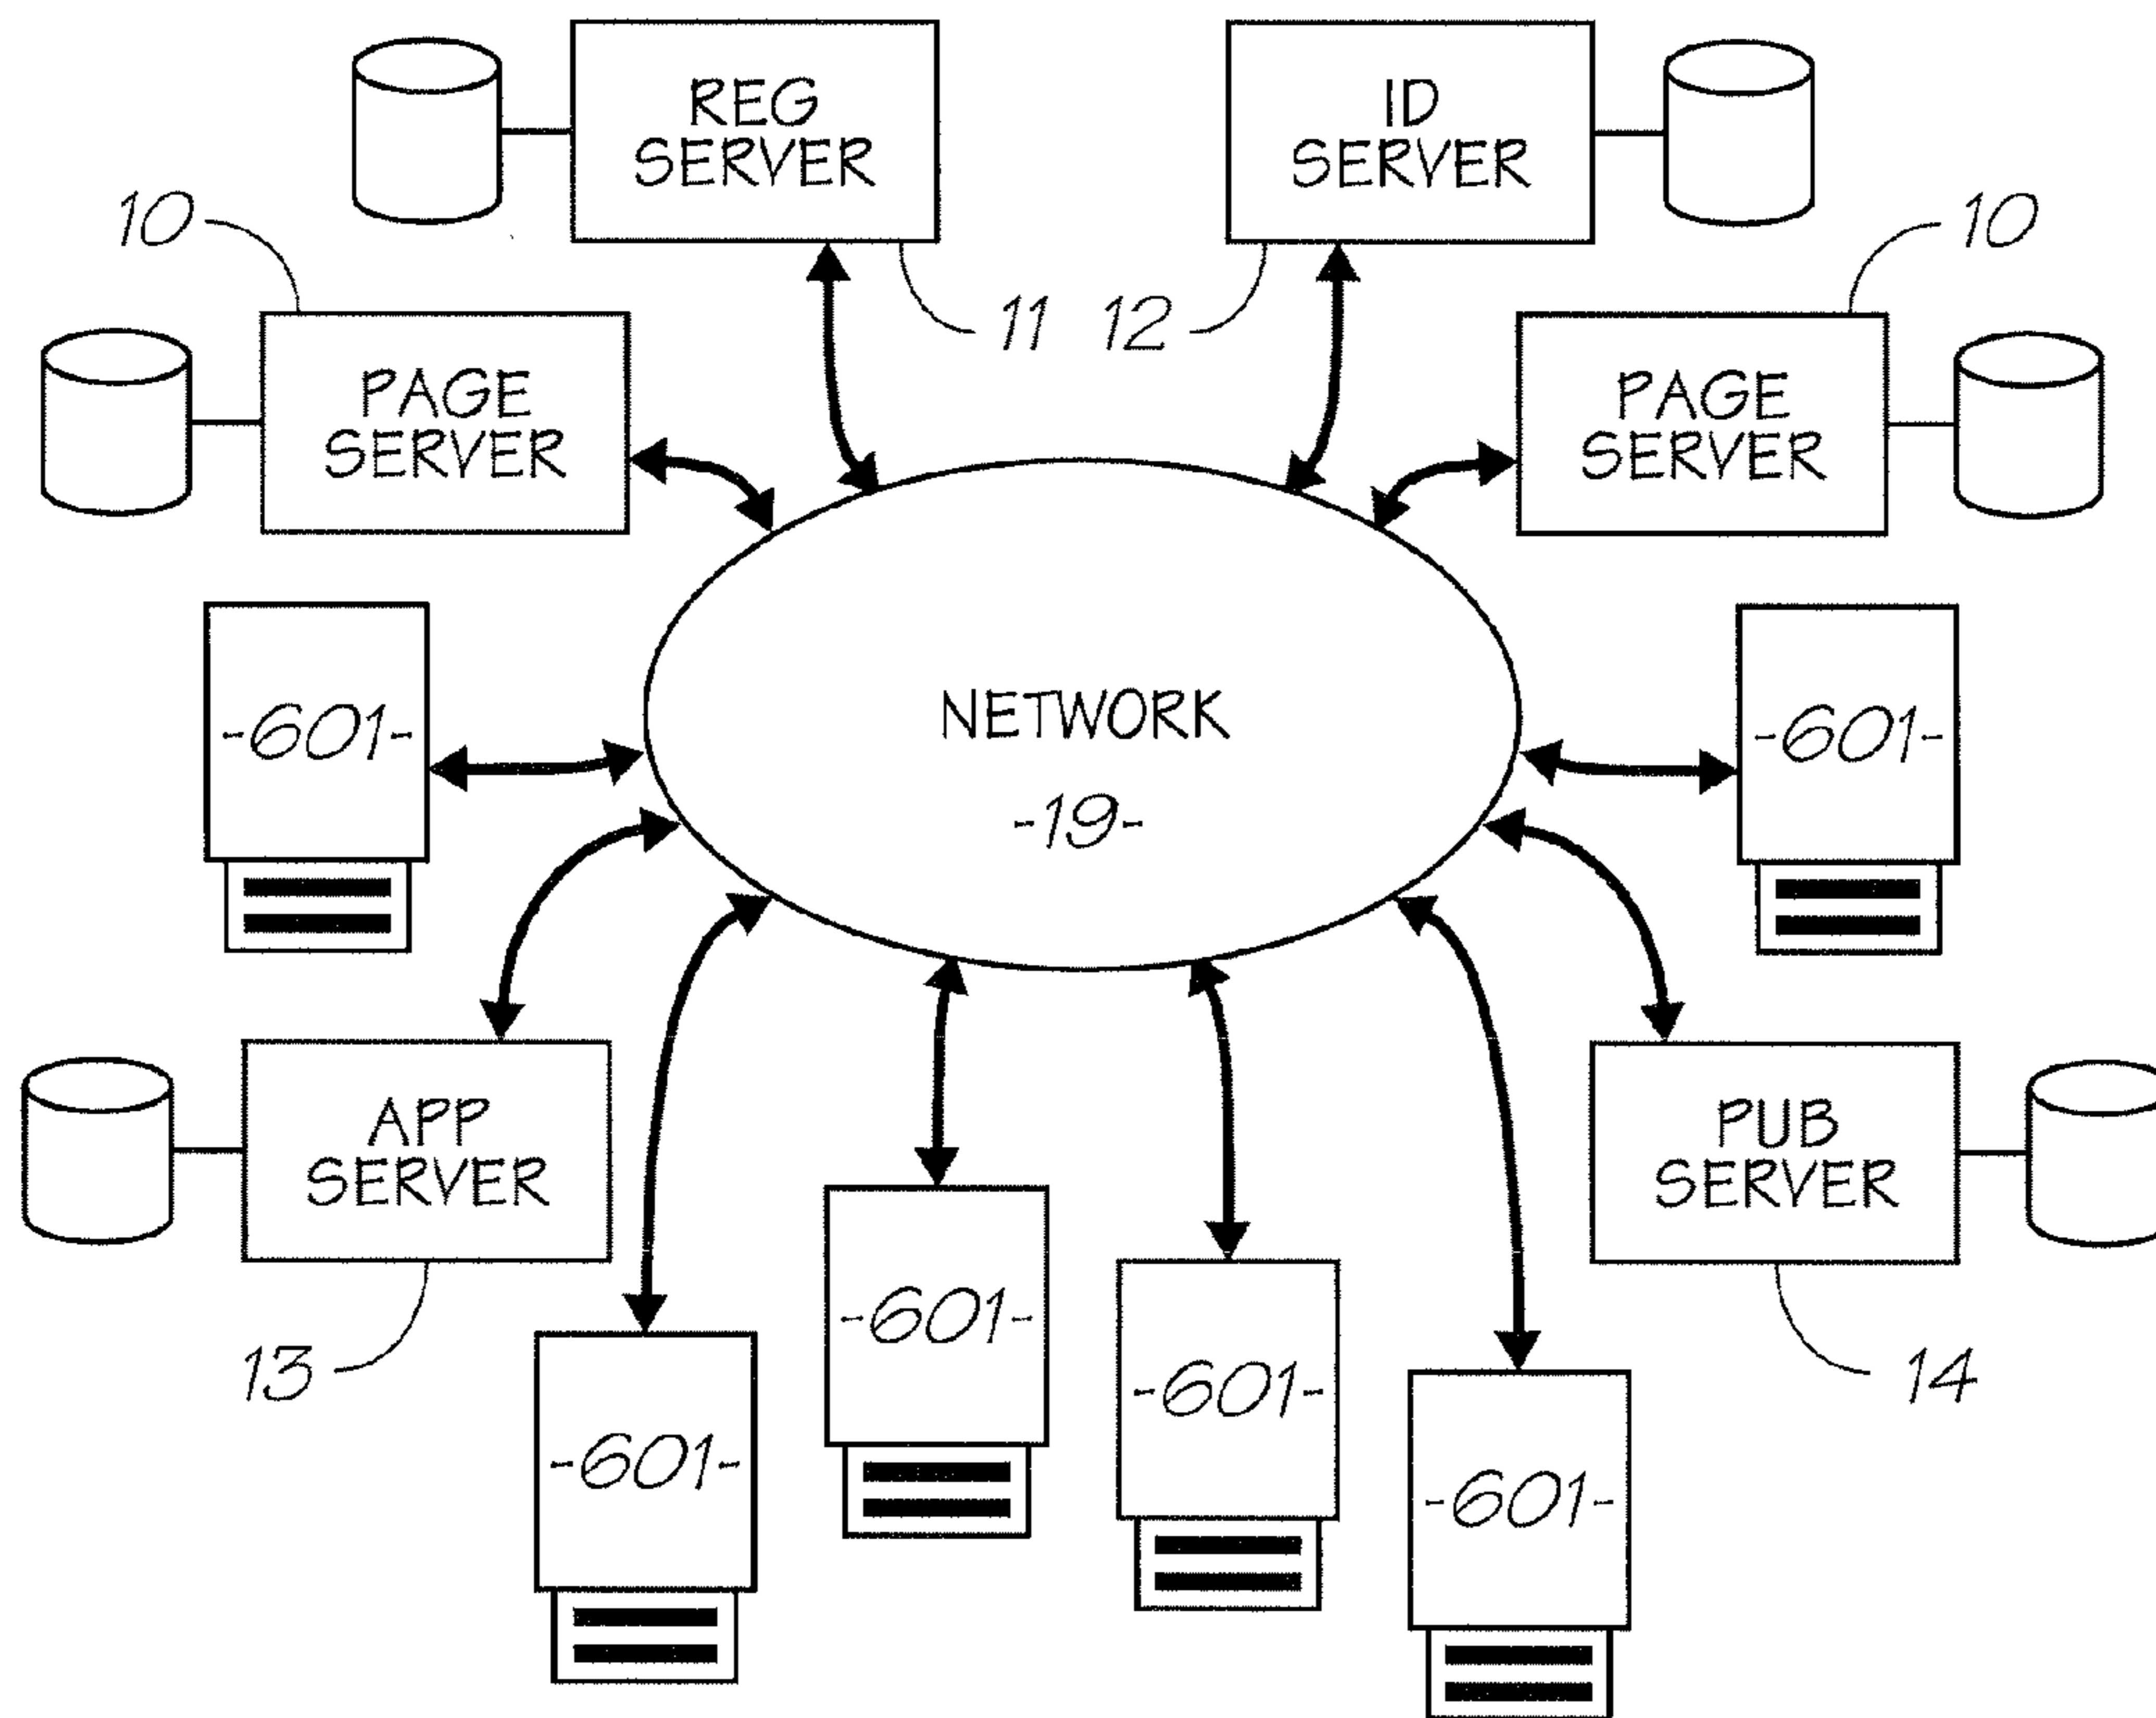 REG
SERVER
ID
SERVER
10
10
11
12
PAGE
SERVER
PAGE
SERVER
-601-
NETWORK
-19-
-601-
APP
SERVER
PUB
SERVER
-601-
-601-
13
14
-601-
-601-